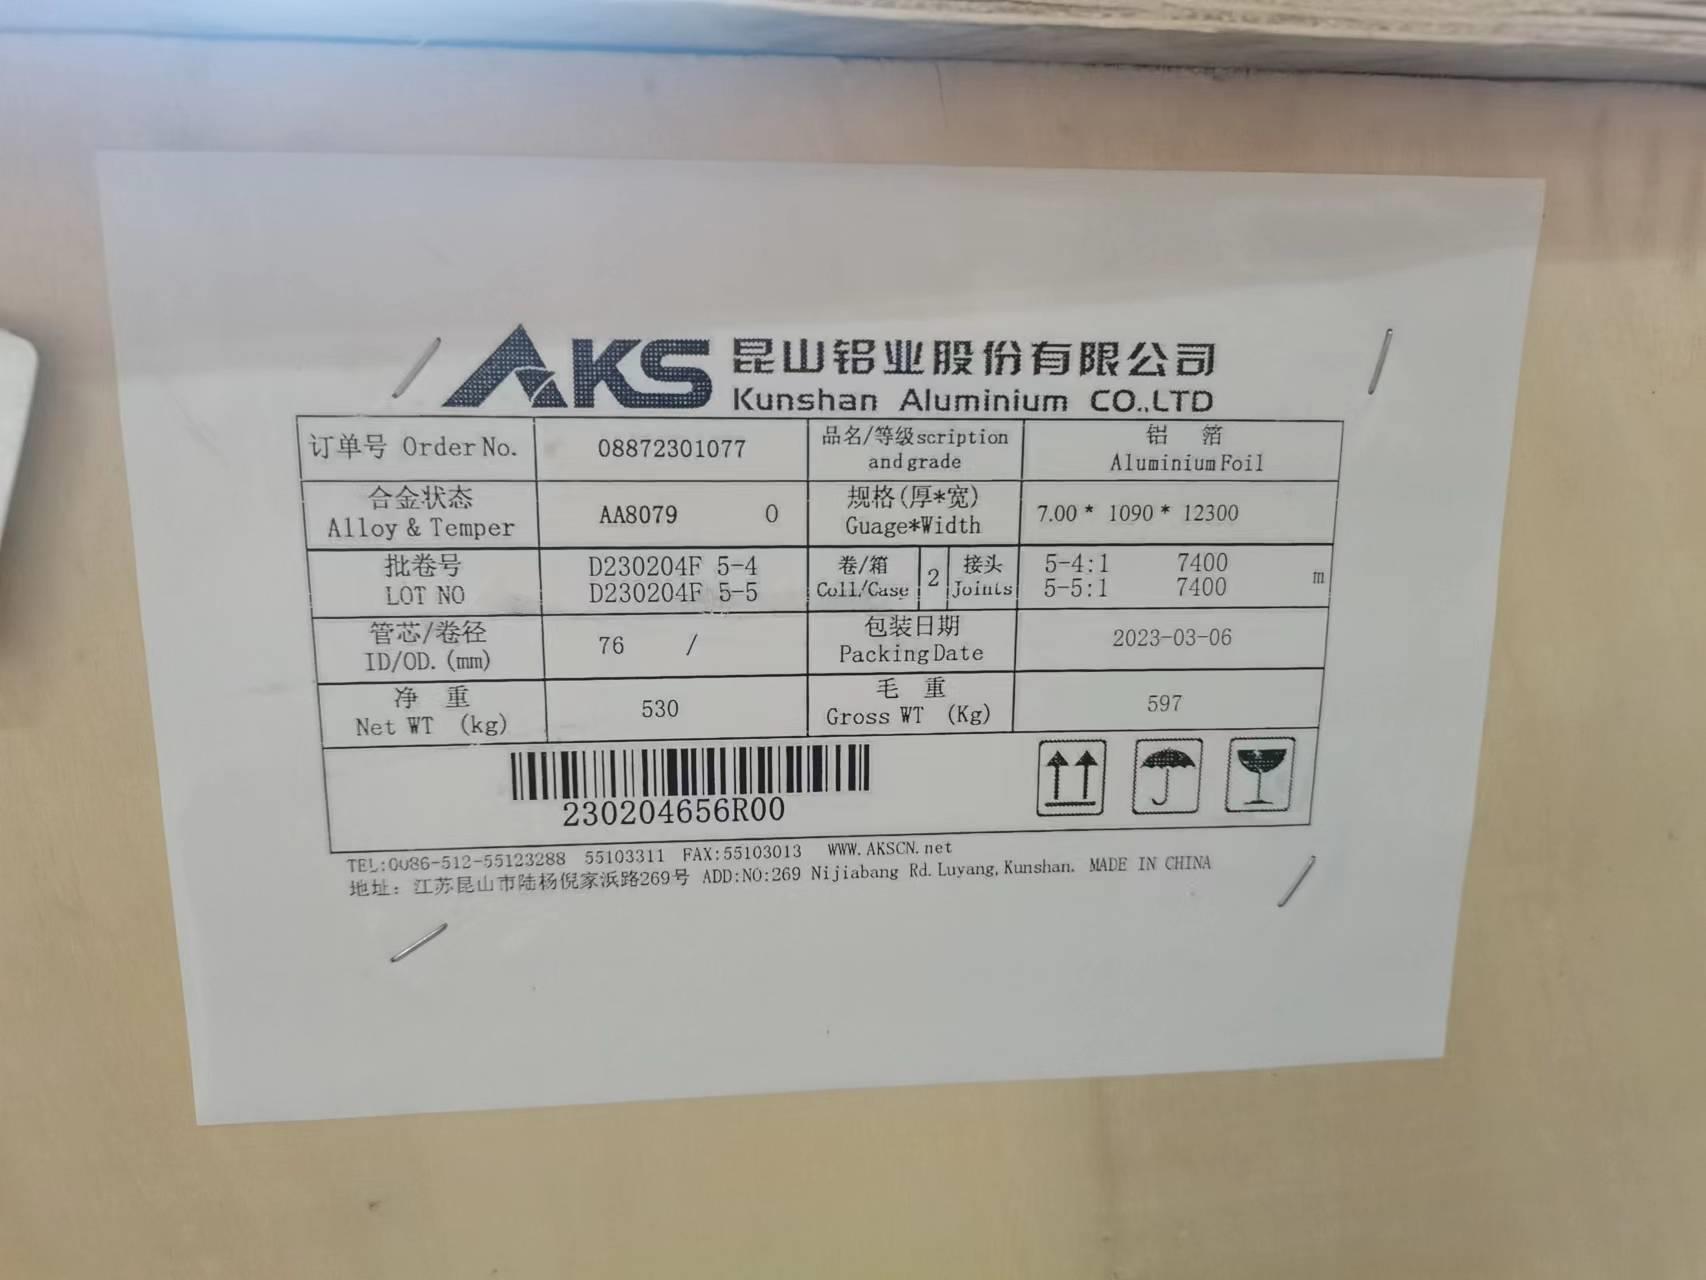 AKS 昆山铝业股份有限公司
Kunshan Aluminium CO.,LTD
订单号 Order No. 08872301077 品名/等级scription and grade 铝 箔 Aluminium Foil
合金状态 Alloy & Temper AA8079 O 规格(厚*宽) Guage*Width 7.00 * 1090 * 12300
批卷号 LOT NO D230204F 5-4 D230204F 5-5 卷/箱 Coll/Case 2 接头 Joints 5-4:1 7400 5-5:1 7400 m
管芯/卷径 ID/OD.(mm) 76 / 包装日期 Packing Date 2023-03-06
净 重 Net WT (kg) 530 毛 重 Gross WT (Kg) 597
230204656R00
TEL:0086-512-55123288 55103311 FAX:55103013 WWW.AKSCN.net
地址: 江苏昆山市陆杨倪家浜路269号 ADD:NO:269 Nijiabang Rd.Luyang,Kunshan. MADE IN CHINA